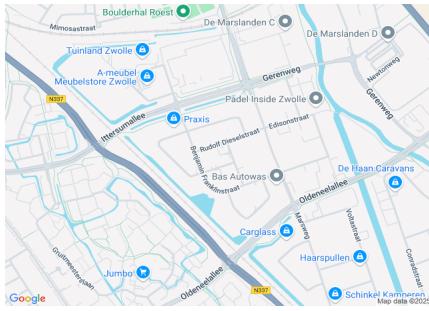 Boulderhal Roest
Mimosastraat
De Marslanden C
De Marslanden D
Tuinland Zwolle
A-meubel
Meubelstore Zwolle
Gerenweg
Newtonweg
N337
Padel Inside Zwolle
Gerenweg
Ittersumallee
Praxis
Edisonstraat
Rudolf Dieselstraat
Benjamin Franklinstraat
De Haan Caravans
Bas Autowas
Oldeneelallee
Marsweg
Voltastraat
Carglass
Gruitmeesterslaan
Haarspullen
Conradstraat
Jumbo
Oldeneelallee
N337
Schinkel Kamperen
Google
Map data ©2025